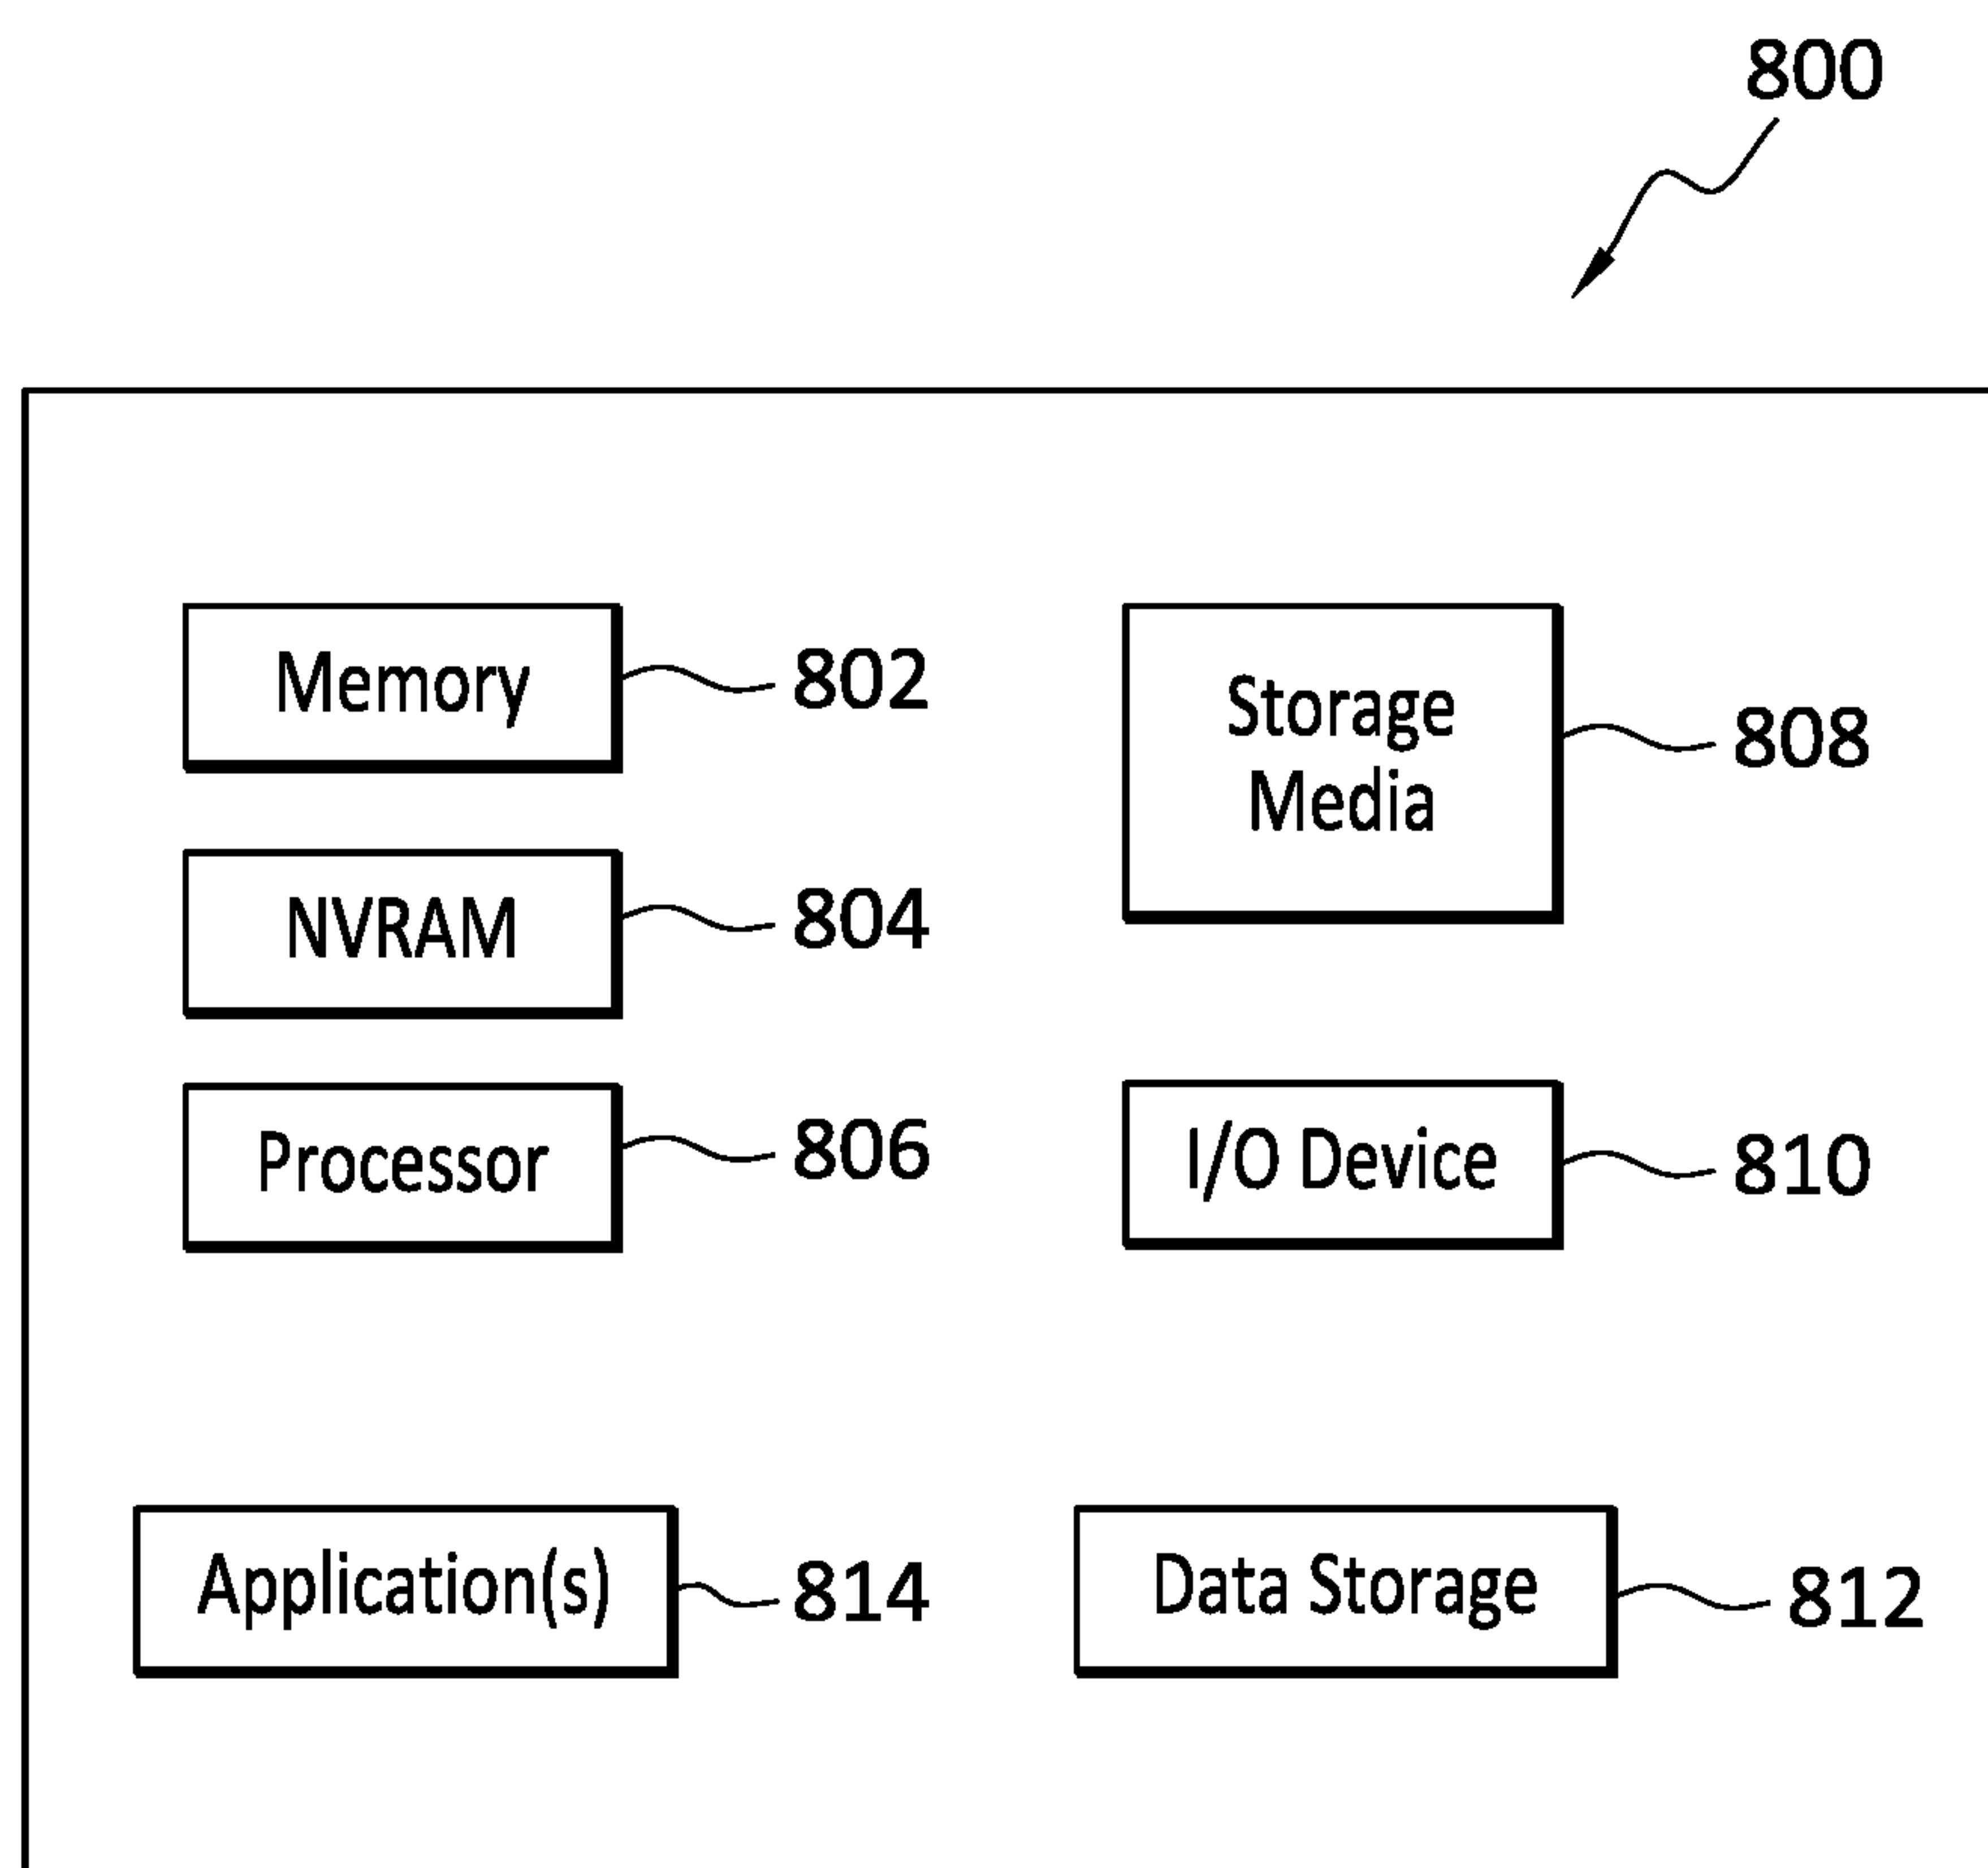 800
Memory
802
Storage
Media
808
NVRAM
804
Processor
806
I/O Device
810
Application(s)
814
Data Storage
812